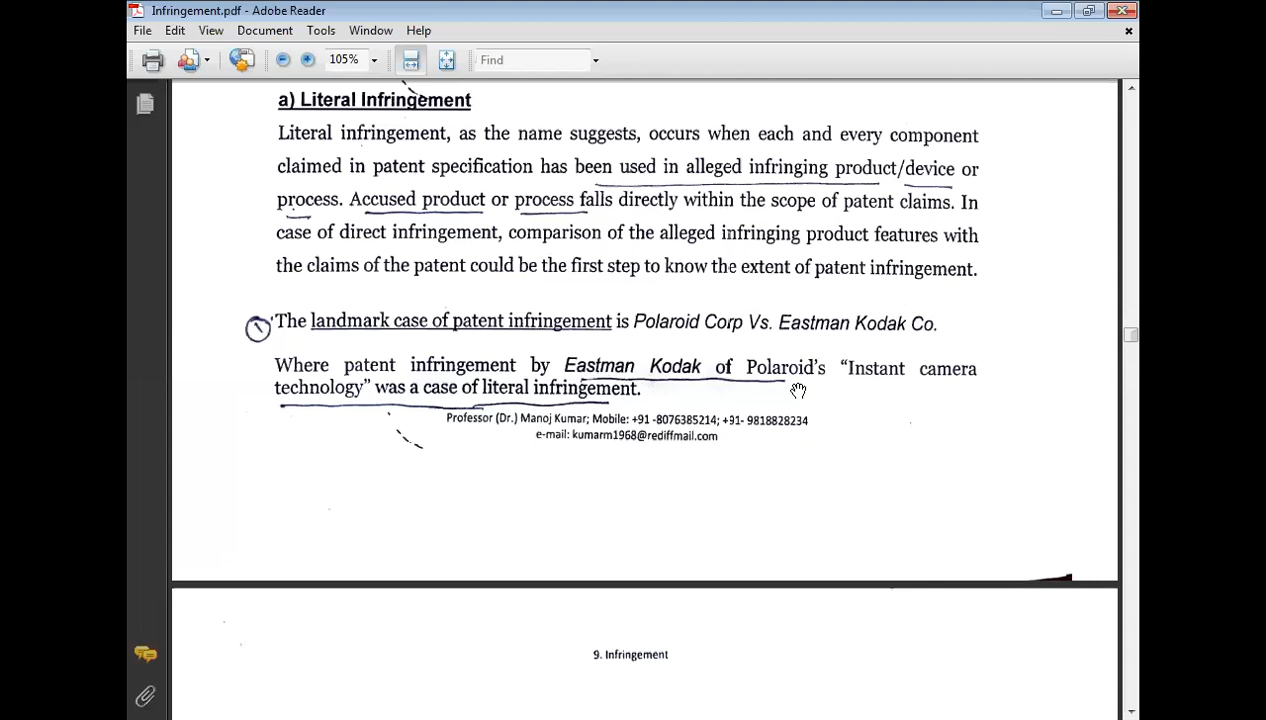 Infringement.pdf - Adobe Reader
File Edit View Document Tools Window Help
105% Find
a) Literal Infringement
Literal infringement, as the name suggests, occurs when each and every component
claimed in patent specification has been used in alleged infringing product/device or
process. Accused product or process falls directly within the scope of patent claims. In
case of direct infringement, comparison of the alleged infringing product features with
the claims of the patent could be the first step to know the extent of patent infringement.
The landmark case of patent infringement is Polaroid Corp Vs. Eastman Kodak Co.
Where patent infringement by Eastman Kodak of Polaroid's "Instant camera
technology" was a case of literal infringement.
Professor (Dr.) Manoj Kumar; Mobile: +91 -8076385214; +91- 9818828234
e-mail: kumarm1968@rediffmail.com
9. Infringement